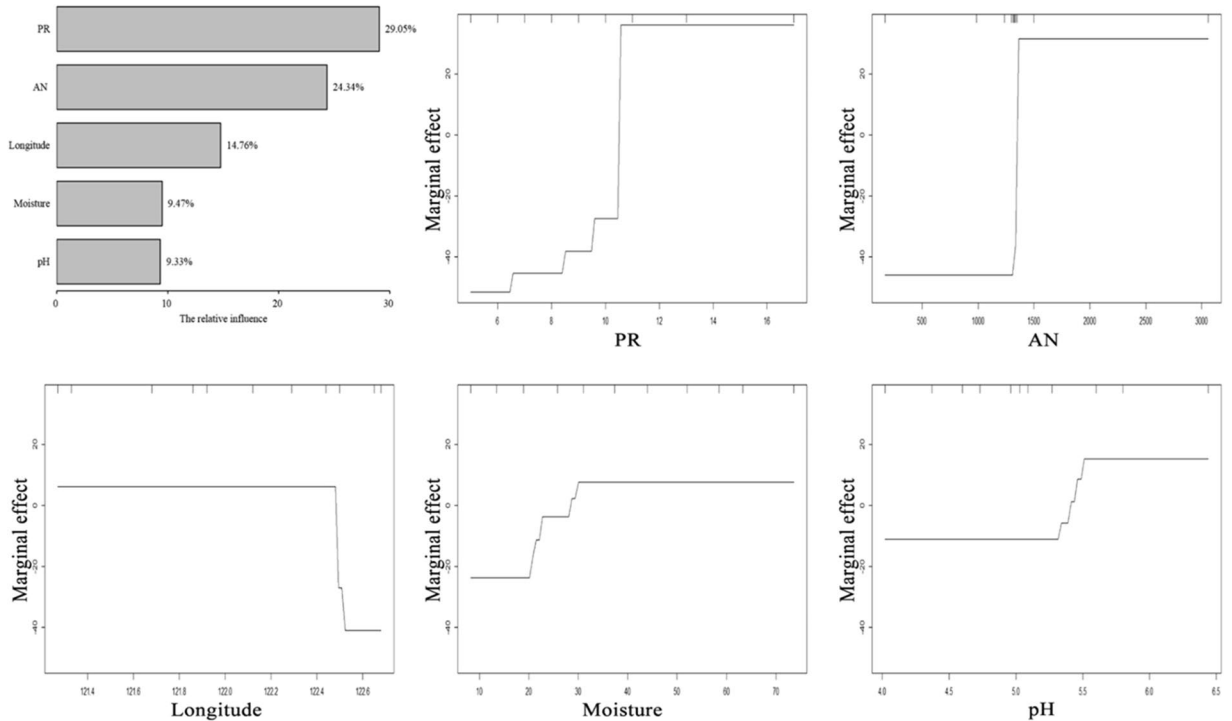 PR
29.05%
AN
24.34%
Longitude
14.76%
Moisture
9.47%
pH
9.33%
0 10 20 30
The relative influence
Marginal effect
20
0
-20
-40
4 6 8 10 12 14 16
PR
Marginal effect
20
0
-20
-40
500 1000 1500 2000 2500 3000
AN
Marginal effect
20
0
-20
-40
121.4 121.6 121.8 122.0 122.2 122.4 122.6
Longitude
Marginal effect
20
0
-20
-40
10 20 30 40 50 60 70
Moisture
Marginal effect
20
0
-20
-40
4.0 4.5 5.0 5.5 6.0 6.5
pH